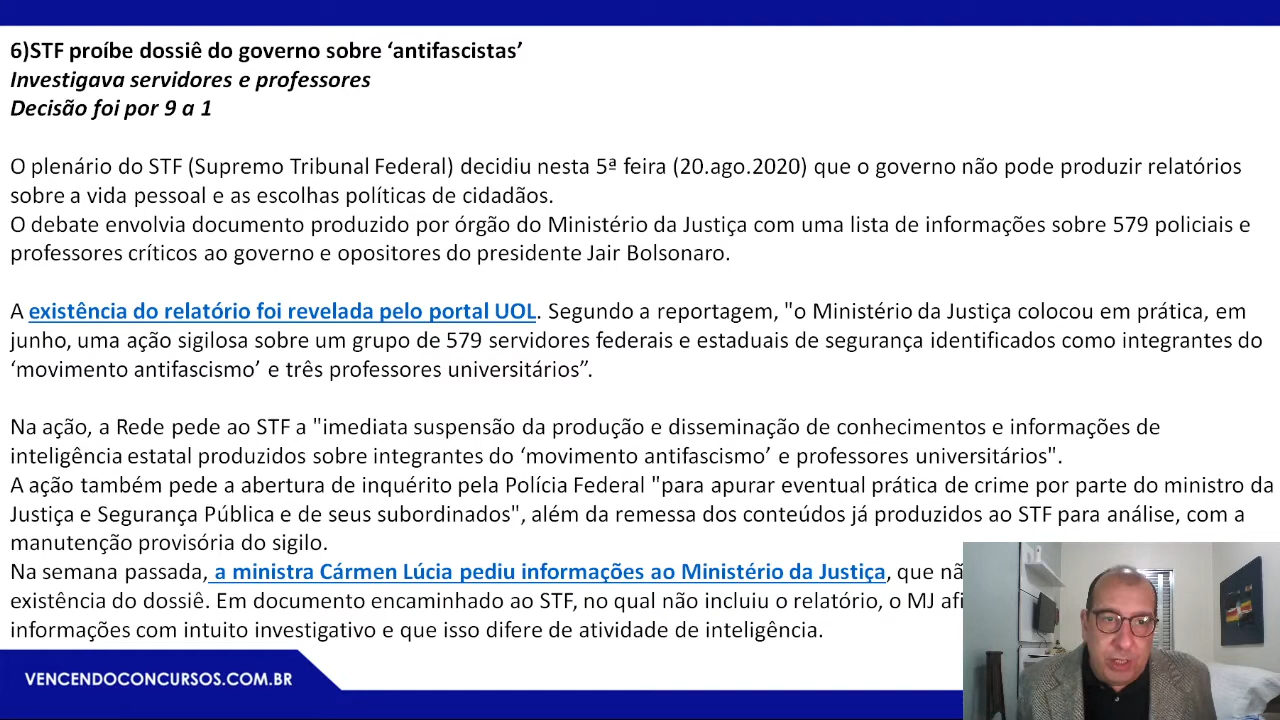 6)STF proíbe dossiê do governo sobre ‘antifascistas’
Investigava servidores e professores
Decisão foi por 9 a 1
O plenário do STF (Supremo Tribunal Federal) decidiu nesta 5ª feira (20.ago.2020) que o governo não pode produzir relatórios
sobre a vida pessoal e as escolhas políticas de cidadãos.
O debate envolvia documento produzido por órgão do Ministério da Justiça com uma lista de informações sobre 579 policiais e
professores críticos ao governo e opositores do presidente Jair Bolsonaro.
A existência do relatório foi revelada pelo portal UOL. Segundo a reportagem, "o Ministério da Justiça colocou em prática, em
junho, uma ação sigilosa sobre um grupo de 579 servidores federais e estaduais de segurança identificados como integrantes do
‘movimento antifascismo’ e três professores universitários”.
Na ação, a Rede pede ao STF a "imediata suspensão da produção e disseminação de conhecimentos e informações de
inteligência estatal produzidos sobre integrantes do ‘movimento antifascismo’ e professores universitários".
A ação também pede a abertura de inquérito pela Polícia Federal "para apurar eventual prática de crime por parte do ministro da
Justiça e Segurança Pública e de seus subordinados", além da remessa dos conteúdos já produzidos ao STF para análise, com a
manutenção provisória do sigilo.
Na semana passada, a ministra Cármen Lúcia pediu informações ao Ministério da Justiça, que
existência do dossiê. Em documento encaminhado ao STF, no qual não incluiu o relatório, o MJ
informações com intuito investigativo e que isso difere de atividade de inteligência.
VENCENDOCONCURSOS.COM.BR